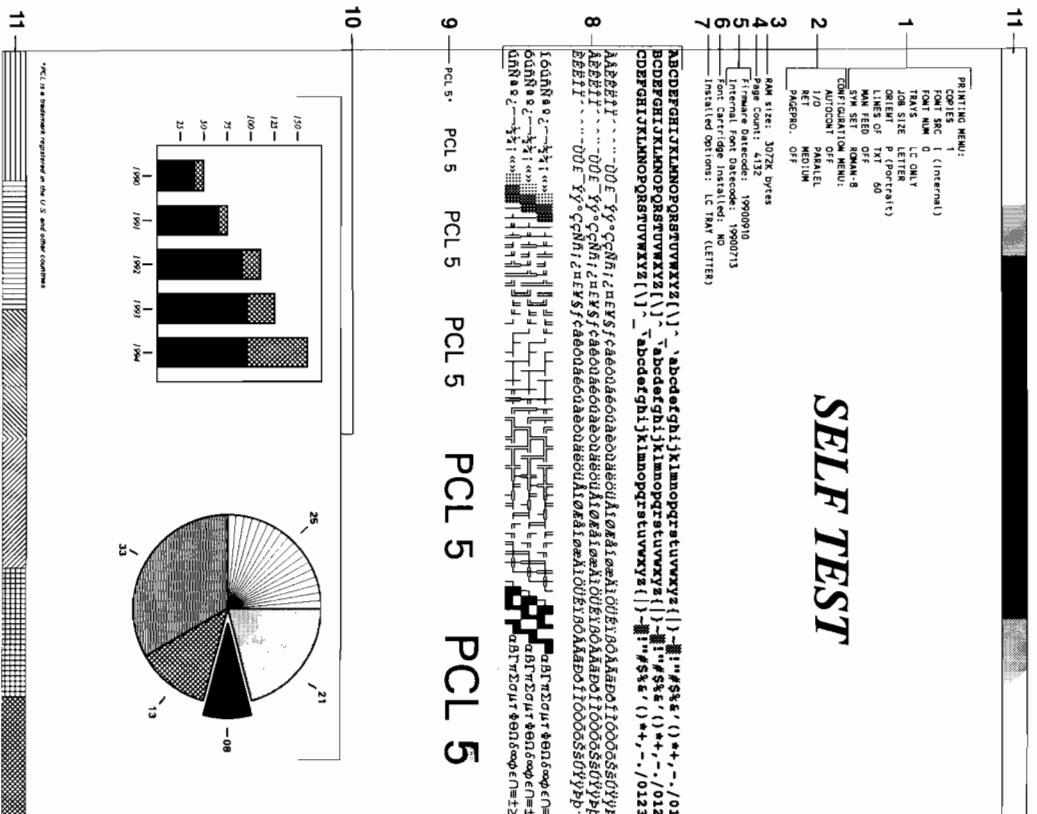 11
1
PRINTING MENU:
COPIES 1
FONT SRC I (Internal)
FONT NUM 0
TRAYS LC ONLY
JOB SIZE LETTER
ORIENT P (Portrait)
LINES OF TXT 60
SYM SET ROMAN-8
MAN FEED OFF
2
CONFIGURATION MENU:
AUTOCONT OFF
I/O PARALEL
RET MEDIUM
PAGEPRO. OFF
SELF TEST
3 RAM size: 3072K bytes
4 Page Count: 4132
5 Firmware Datecode: 19900910
Internal Font Datecode: 19900713
6 Font Cartridge Installed: NO
7 Installed Options: LC TRAY (LETTER)
8
ABCDEFGHIJKLMNOPQRSTUVWXYZ[\]^_`abcdefghijklmnopqrstuvwxyz{|}~▒!"#$%&'()*+,-./01
BCDEFGHIJKLMNOPQRSTUVWXYZ[\]^_`abcdefghijklmnopqrstuvwxyz{|}~▒!"#$%&'()*+,-./012
CDEFGHIJKLMNOPQRSTUVWXYZ[\]^_`abcdefghijklmnopqrstuvwxyz{|}~▒!"#$%&'()*+,-./0123
9 PCL 5* PCL 5 PCL 5 PCL 5 PCL 5 PCL 5
10
150
125
100
75
50
25
1990 1991 1992 1993 1994
25
21
33
13
08
*PCL is a trademark registered in the U.S. and other countries
11